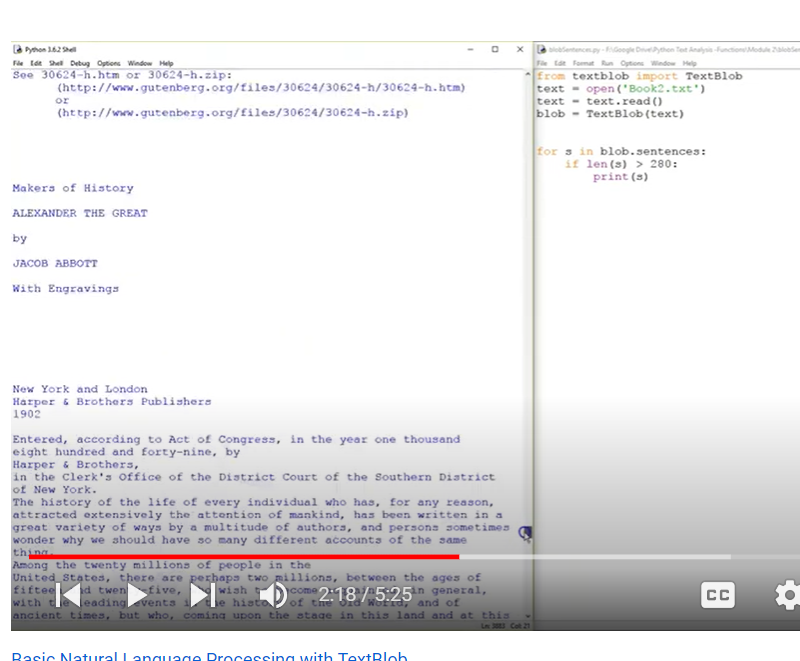 Python 3.6.2 Shell
File Edit Shell Debug Options Window Help
See 30624-h.htm or 30624-h.zip:
(http://www.gutenberg.org/files/30624/30624-h/30624-h.htm)
or
(http://www.gutenberg.org/files/30624/30624-h.zip)
Makers of History
ALEXANDER THE GREAT
by
JACOB ABBOTT
With Engravings
New York and London
Harper & Brothers Publishers
1902
Entered, according to Act of Congress, in the year one thousand
eight hundred and forty-nine, by
Harper & Brothers,
in the Clerk's Office of the District Court of the Southern District
of New York.
The history of the life of every individual who has, for any reason,
attracted extensively the attention of mankind, has been written in a
great variety of ways by a multitude of authors, and persons sometimes
wonder why we should have so many different accounts of the same
thing.
Among the twenty millions of people in the
United States, there are perhaps two millions, between the ages of
fifteen and twenty-five, wish come in general,
with the leading events in the history of the Old World, and of
ancient times, but who, coming upon the stage in this land and at this
blobSentences.py - F:\Google Drive\Python Text Analysis -Functions\Module 2\blobSen
File Edit Format Run Options Window Help
from textblob import TextBlob
text = open('Book2.txt')
text = text.read()
blob = TextBlob(text)
for s in blob.sentences:
if len(s) > 280:
print(s)
2:18 / 5:25
CC
Basic Natural Language Processing with TextBlob